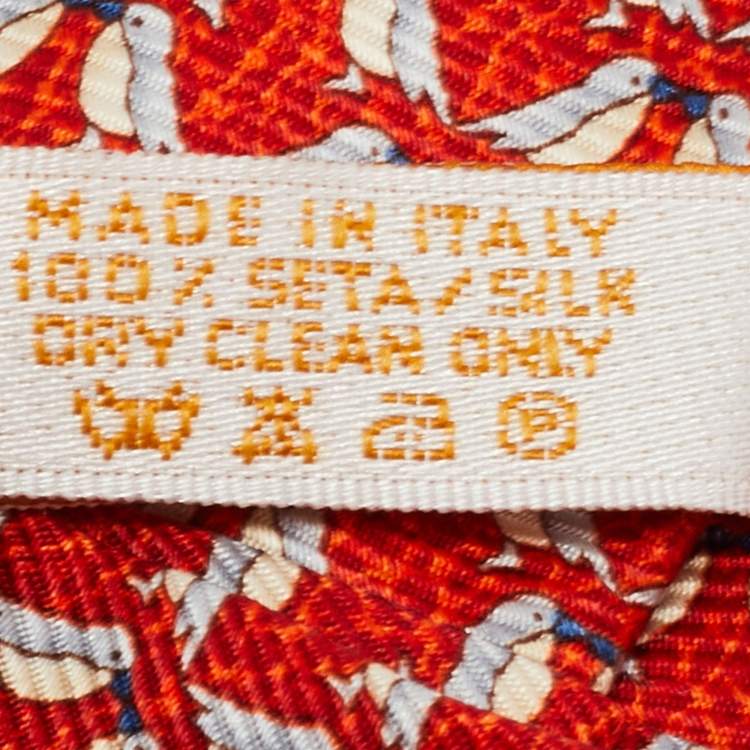 MADE IN ITALY
100% SETA/SILK
DRY CLEAN ONLY
P